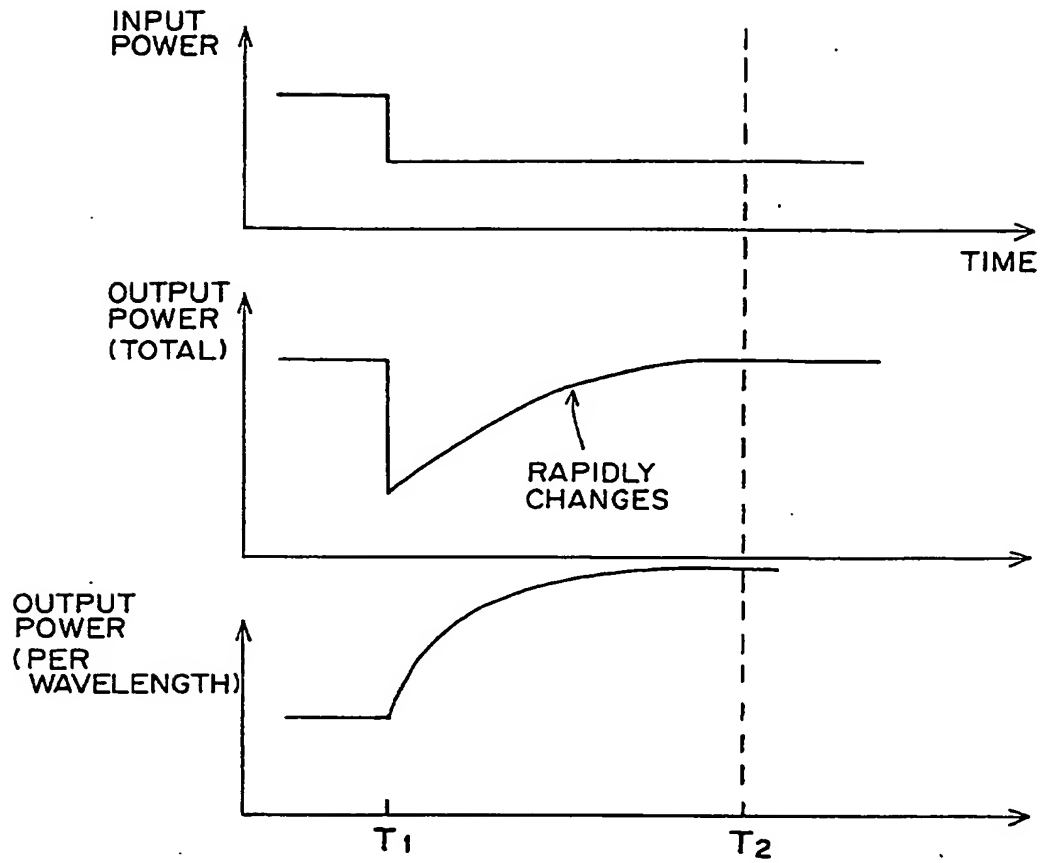 INPUT
POWER
TIME
OUTPUT
POWER
(TOTAL)
RAPIDLY
CHANGES
OUTPUT
POWER
(PER
WAVELENGTH)
T1
T2